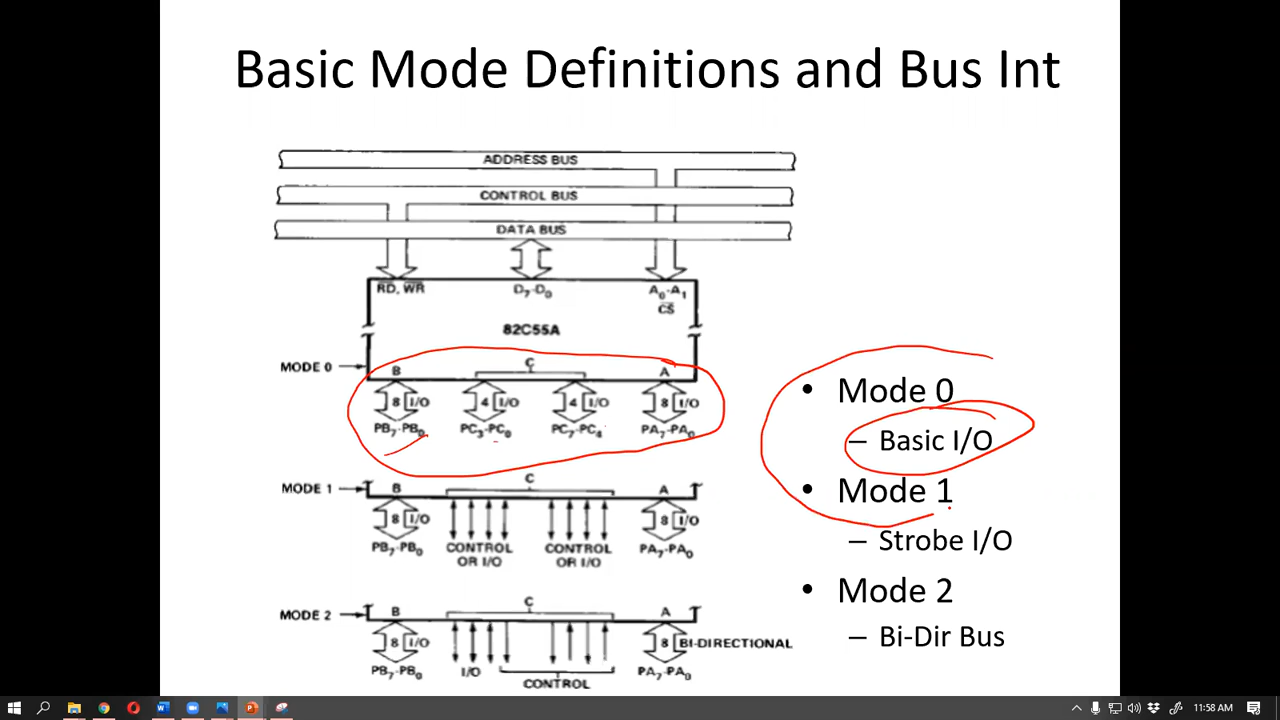 Basic Mode Definitions and Bus Int
ADDRESS BUS
CONTROL BUS
DATA BUS
RD, WR D7-D0 A0-A1
CS
82C55A
MODE 0 B C A
8 I/O 4 I/O 4 I/O 8 I/O
PB7-PB0 PC3-PC0 PC7-PC4 PA7-PA0
MODE 1 B C A
8 I/O 8 I/O
PB7-PB0 CONTROL OR I/O CONTROL OR I/O PA7-PA0
MODE 2 B C A
8 I/O 8 BI-DIRECTIONAL
PB7-PB0 I/O CONTROL PA7-PA0
• Mode 0
– Basic I/O
• Mode 1
– Strobe I/O
• Mode 2
– Bi-Dir Bus
11:58 AM